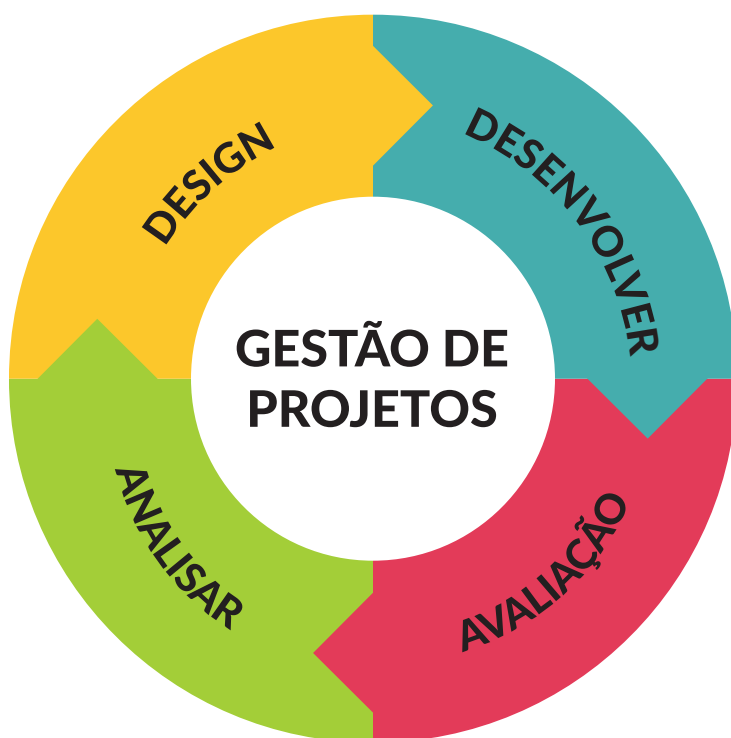 DESIGN
DESENVOLVER
GESTÃO DE
PROJETOS
ANALISAR
AVALIAÇÃO